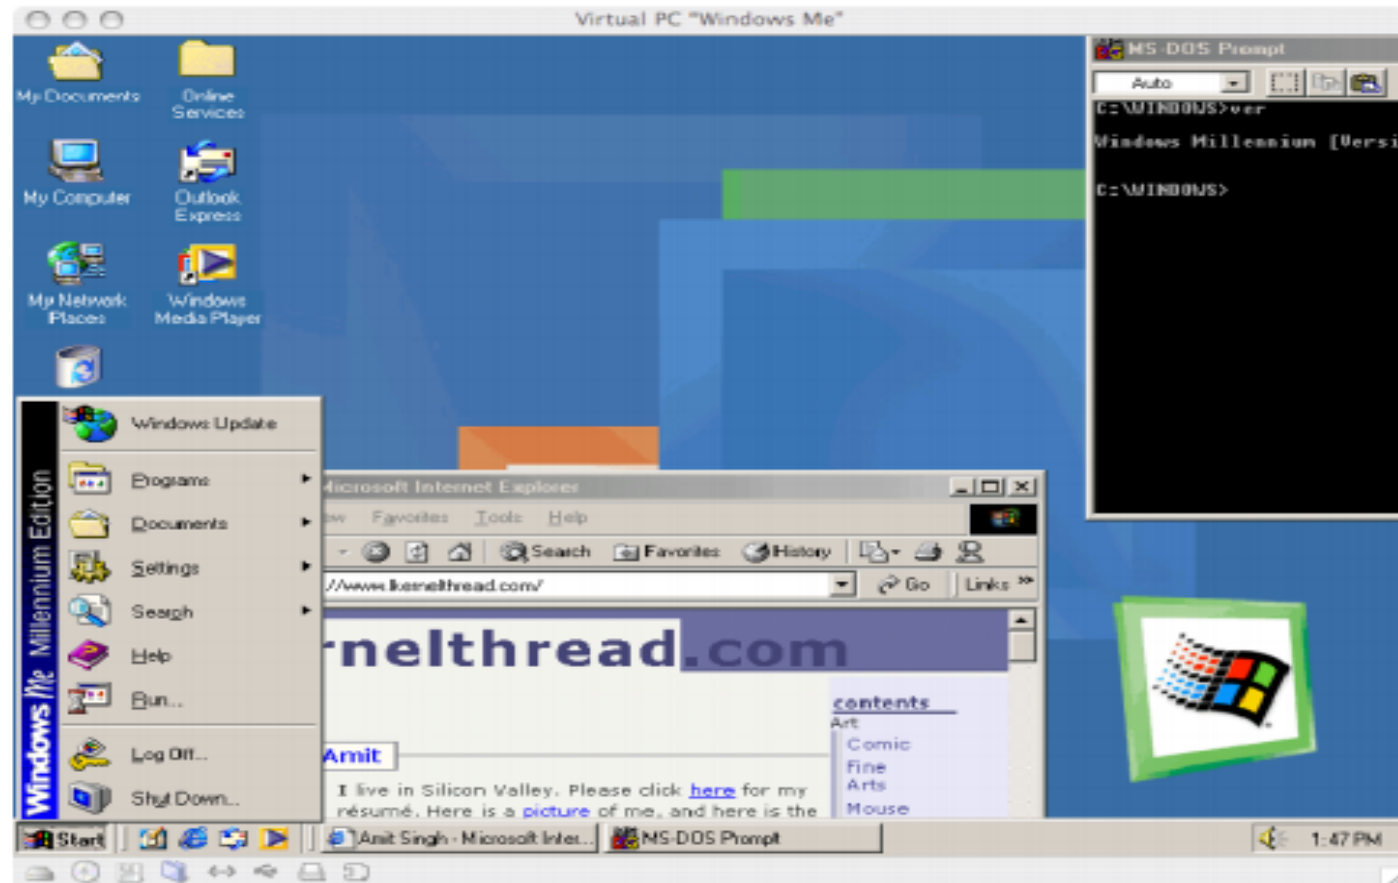 Virtual PC "Windows Me"
My Documents
Online
Services
My Computer
Outlook
Express
My Network
Places
Windows
Media Player
MS-DOS Prompt
Auto
C:\WINDOWS>ver
Windows Millennium [Versi
C:\WINDOWS>
Windows Me Millennium Edition
Windows Update
Programs
Documents
Settings
Search
Help
Run...
Log Off...
Shut Down...
Microsoft Internet Explorer
ew Favorites Tools Help
Search Favorites History
//www.kernelthread.com/
Go Links »
rnelthread.com
contents
Art
Comic
Fine
Arts
Mouse
Amit
I live in Silicon Valley. Please click here for my
résumé. Here is a picture of me, and here is the
Start
Amit Singh - Microsoft Inter...
MS-DOS Prompt
1:47 PM